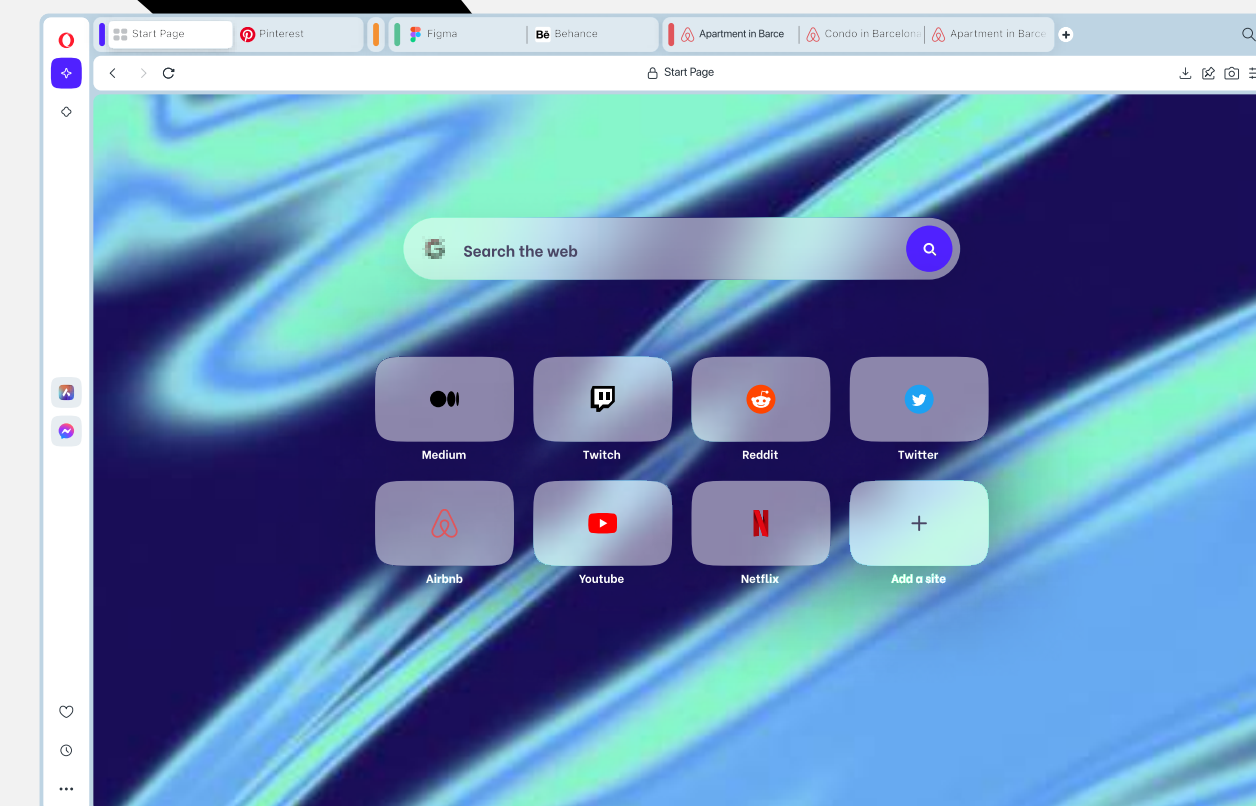 Start Page
Pinterest
Figma
Bē Behance
Apartment in Barce
Condo in Barcelona
Apartment in Barce
Start Page
G Search the web
Medium
Twitch
Reddit
Twitter
Airbnb
Youtube
Netflix
Add a site